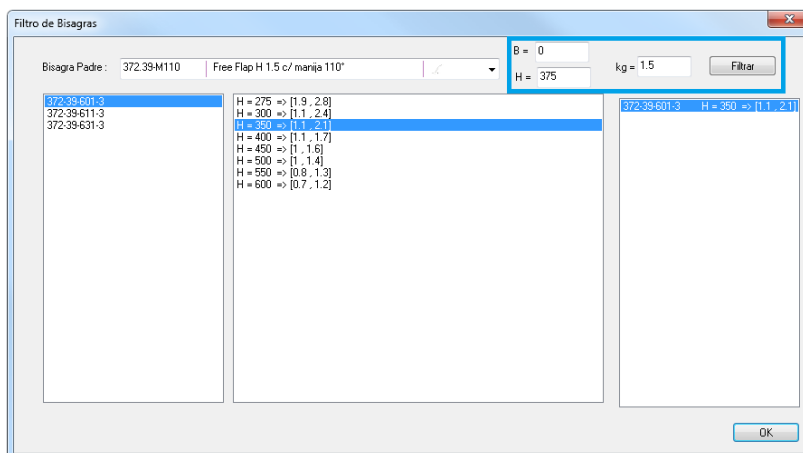 Filtro de Bisagras
B = 0
Bisagra Padre : 372.39-M110 Free Flap H 1.5 c/ manija 110°
H = 375
kg = 1.5 Filtrar
372-39-601-3
372-39-611-3
372-39-631-3
H = 275 => [1.9 , 2.8]
H = 300 => [1.1 , 2.4]
H = 350 => [1.1 , 2.1]
H = 400 => [1.1 , 1.7]
H = 450 => [1 , 1.6]
H = 500 => [1 , 1.4]
H = 550 => [0.8 , 1.3]
H = 600 => [0.7 , 1.2]
372-39-601-3 H = 350 => [1.1 , 2.1]
OK